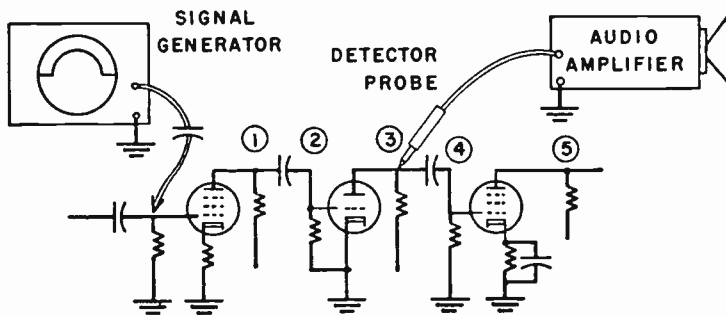 SIGNAL
GENERATOR
DETECTOR
PROBE
AUDIO
AMPLIFIER
1
2
3
4
5